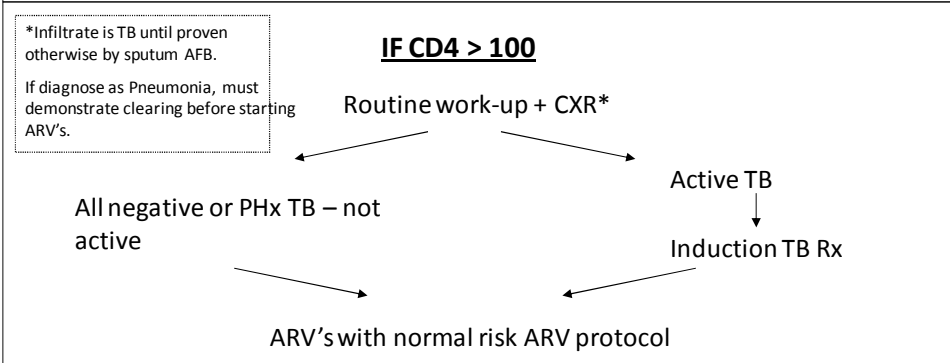 *Infiltrate is TB until proven
otherwise by sputum AFB.
If diagnose as Pneumonia, must
demonstrate clearing before starting
ARV's.
IF CD4 > 100
Routine work-up + CXR*
All negative or PHx TB – not
active
Active TB
Induction TB Rx
ARV's with normal risk ARV protocol